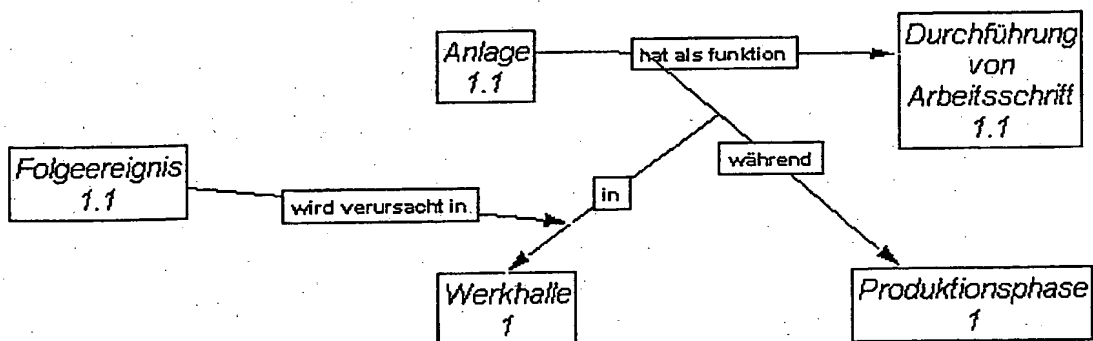 Anlage
1.1
hat als funktion
Durchführung
von
Arbeitsschritt
1.1
Folgeereignis
1.1
wird verursacht in
in
während
Werkhalle
1
Produktionsphase
1